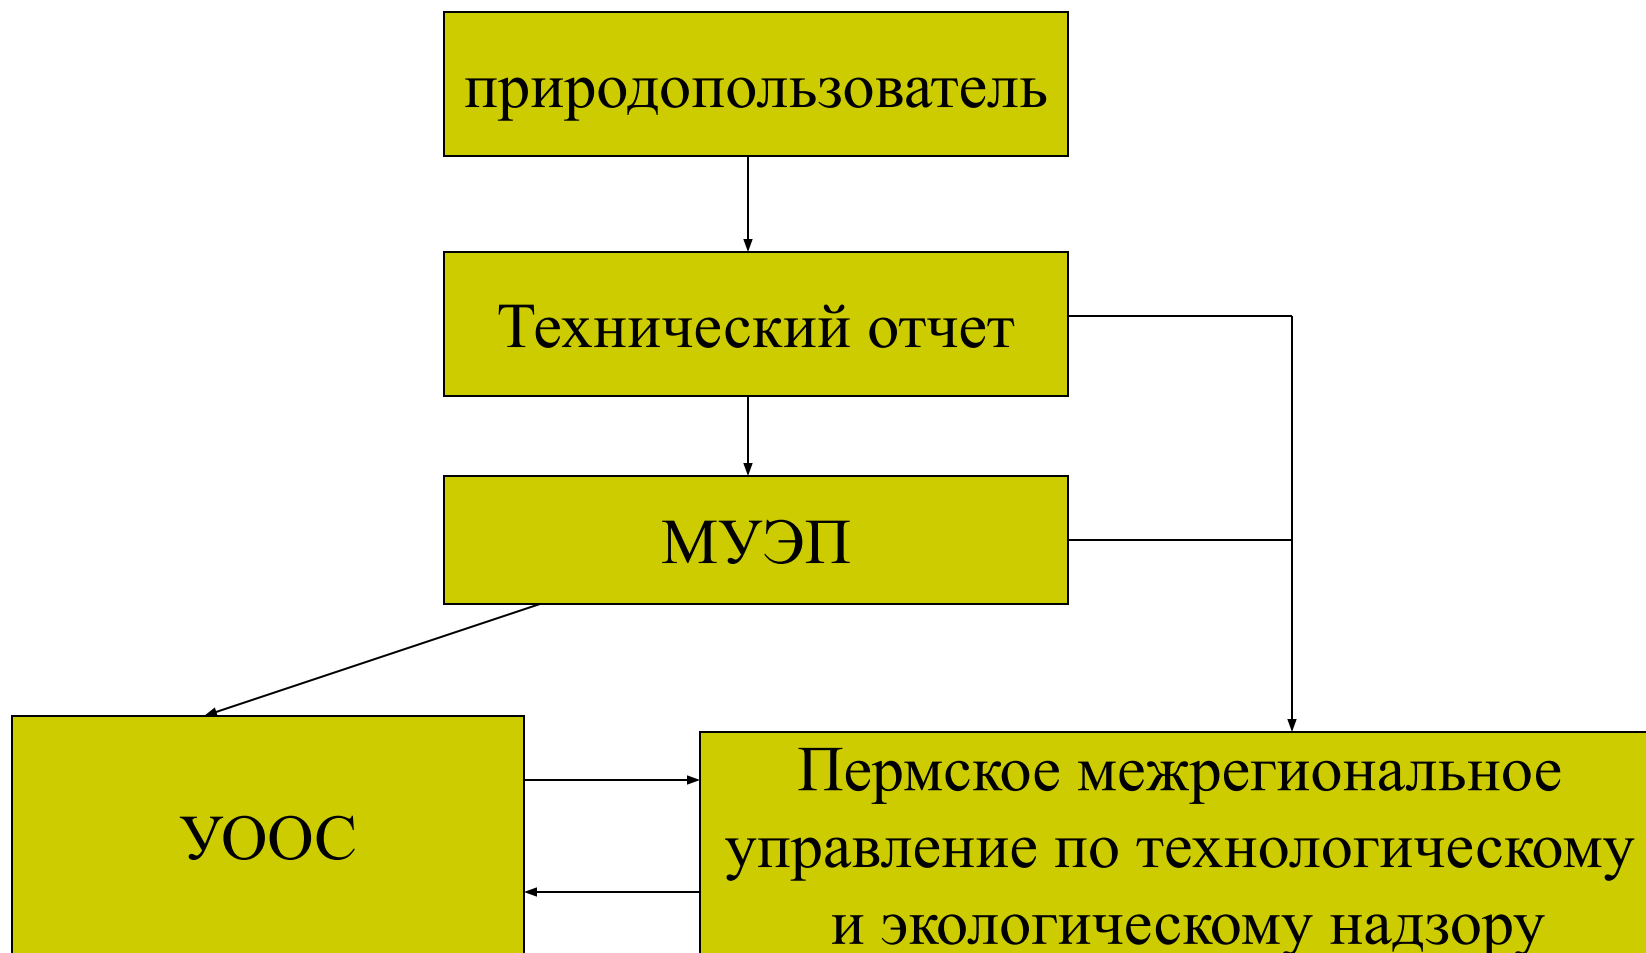 природопользователь
Технический отчет
МУЭП
УООС
Пермское межрегиональное
управление по технологическому
и экологическому надзору